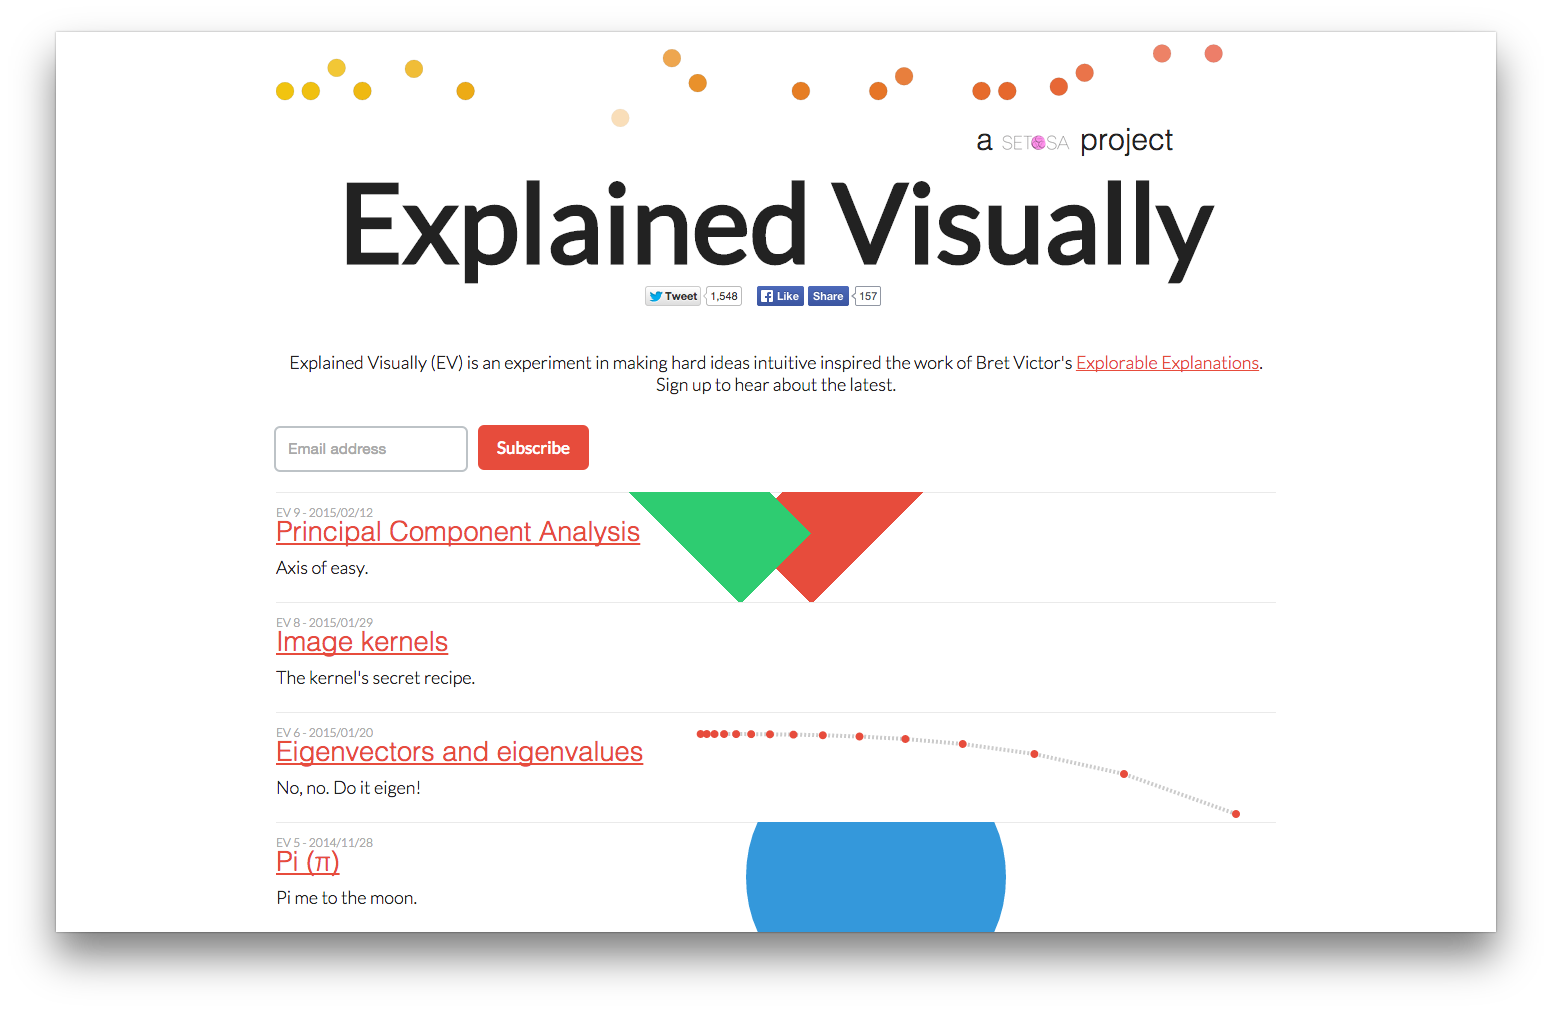 a SETOSA project
Explained Visually
Tweet 1,548 Like Share 157
Explained Visually (EV) is an experiment in making hard ideas intuitive inspired the work of Bret Victor's Explorable Explanations.
Sign up to hear about the latest.
Email address Subscribe
EV 9 - 2015/02/12
Principal Component Analysis
Axis of easy.
EV 8 - 2015/01/29
Image kernels
The kernel's secret recipe.
EV 6 - 2015/01/20
Eigenvectors and eigenvalues
No, no. Do it eigen!
EV 5 - 2014/11/28
Pi (π)
Pi me to the moon.